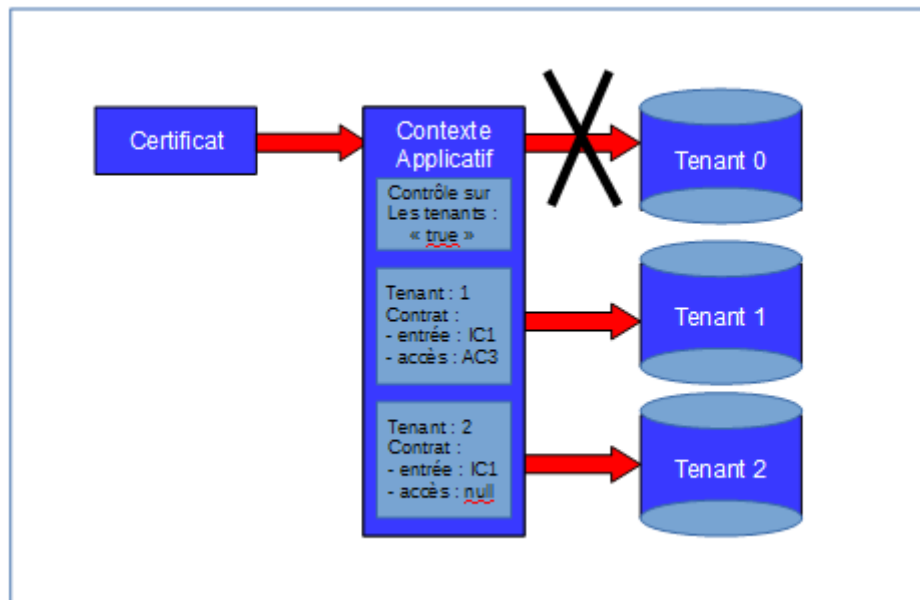 Certificat
Contexte
Applicatif
Contrôle sur
Les tenants :
« true »
Tenant : 1
Contrat :
- entrée : IC1
- accès : AC3
Tenant : 2
Contrat :
- entrée : IC1
- accès : null
Tenant 0
Tenant 1
Tenant 2